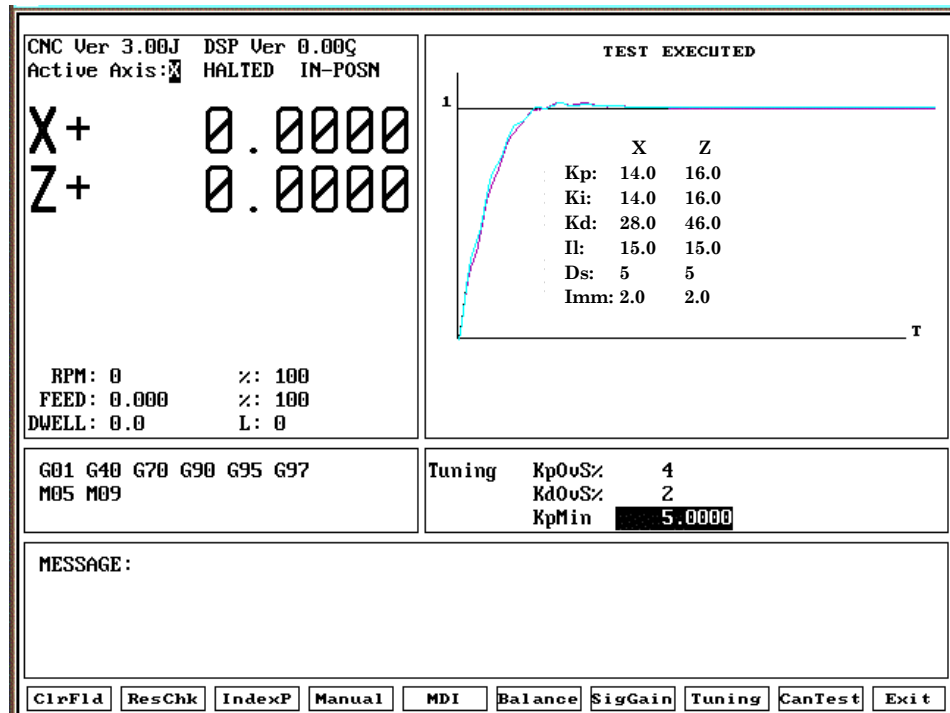 CNC Ver 3.00J DSP Ver 0.00Ç
Active Axis:X HALTED IN-POSN
X+ 0.0000
Z+ 0.0000
RPM: 0 %: 100
FEED: 0.000 %: 100
DWELL: 0.0 L: 0
TEST EXECUTED
1
X Z
Kp: 14.0 16.0
Ki: 14.0 16.0
Kd: 28.0 46.0
Il: 15.0 15.0
Ds: 5 5
Imm: 2.0 2.0
T
G01 G40 G70 G90 G95 G97
M05 M09
Tuning KpOvS% 4
KdOvS% 2
KpMin 5.0000
MESSAGE:
ClrFld ResChk IndexP Manual MDI Balance SigGain Tuning CanTest Exit